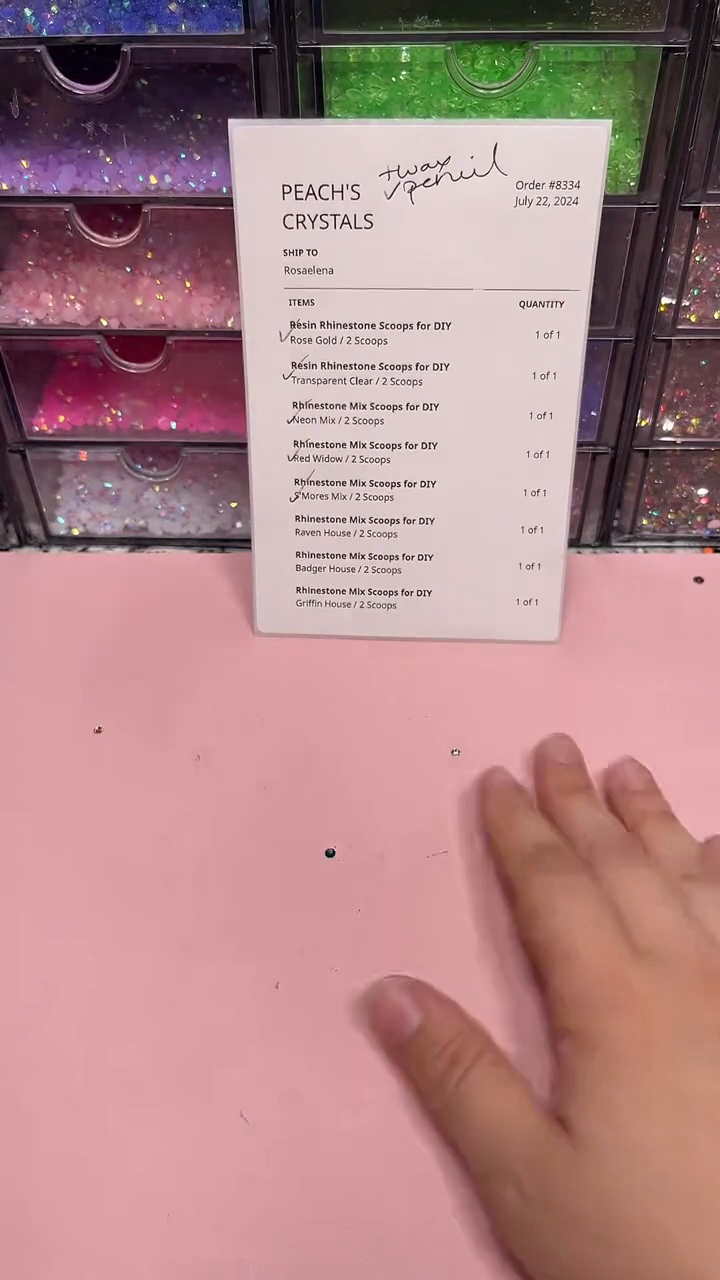 +wax
✓pencil
PEACH'S
CRYSTALS
Order #8334
July 22, 2024
SHIP TO
Rosaelena
ITEMS QUANTITY
Resin Rhinestone Scoops for DIY
Rose Gold / 2 Scoops 1 of 1
Resin Rhinestone Scoops for DIY
Transparent Clear / 2 Scoops 1 of 1
Rhinestone Mix Scoops for DIY
Neon Mix / 2 Scoops 1 of 1
Rhinestone Mix Scoops for DIY
Red Widow / 2 Scoops 1 of 1
Rhinestone Mix Scoops for DIY
S'Mores Mix / 2 Scoops 1 of 1
Rhinestone Mix Scoops for DIY
Raven House / 2 Scoops 1 of 1
Rhinestone Mix Scoops for DIY
Badger House / 2 Scoops 1 of 1
Rhinestone Mix Scoops for DIY
Griffin House / 2 Scoops 1 of 1